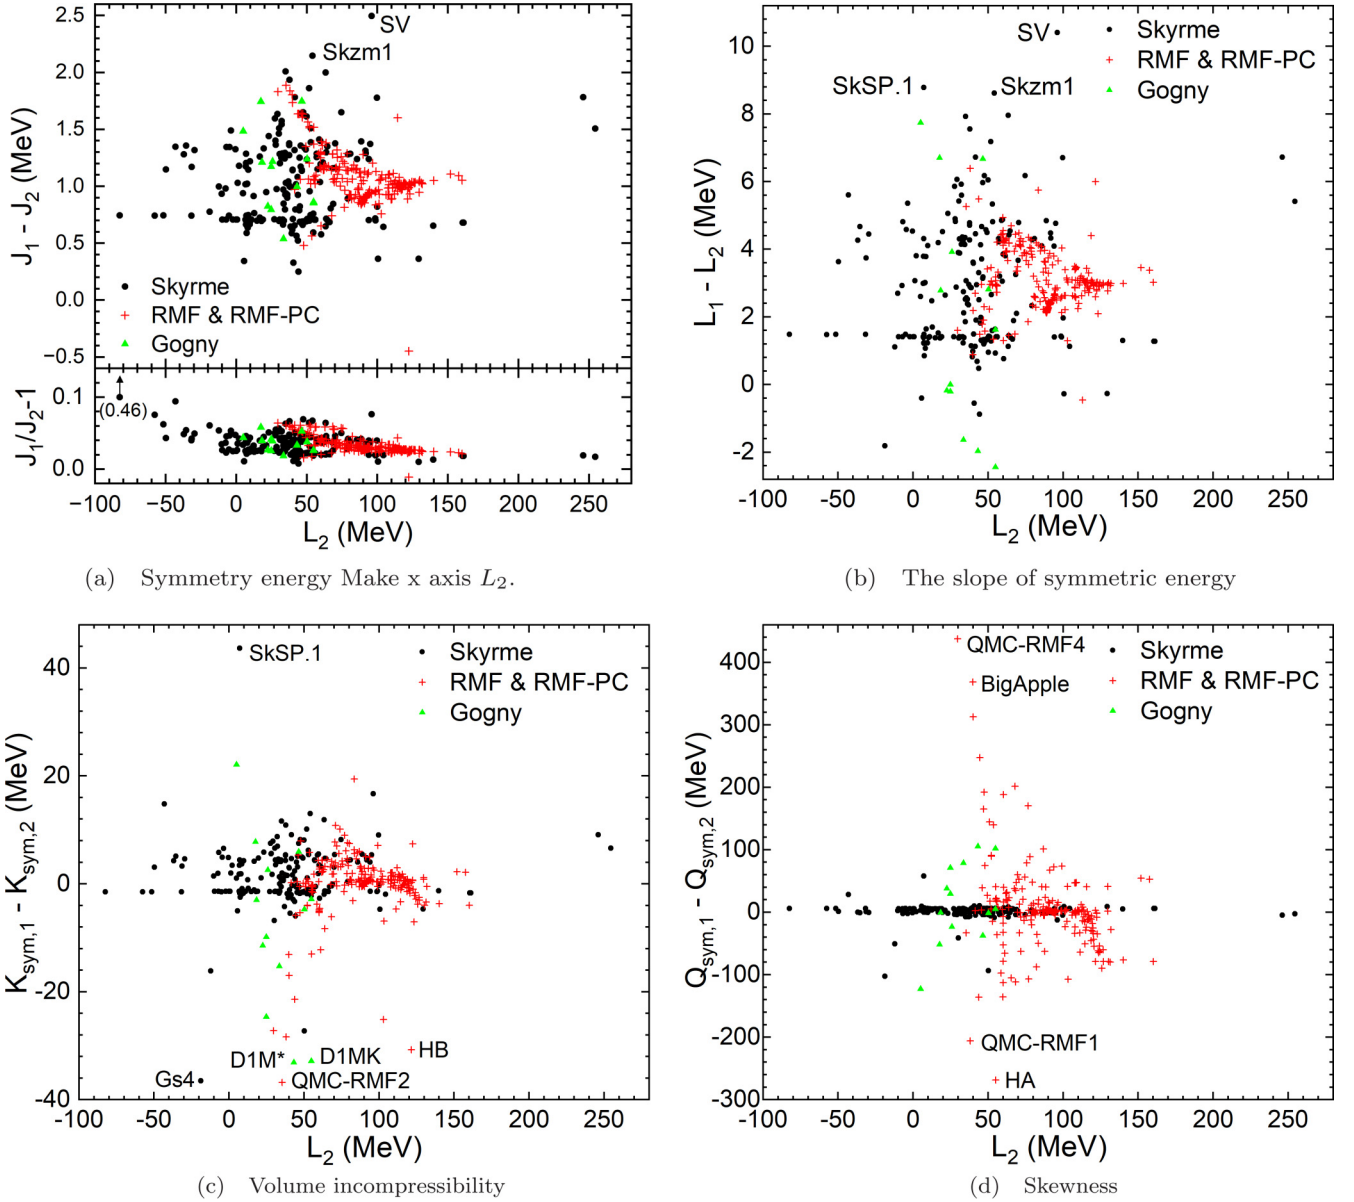 2.5
2.0
1.5
1.0
0.5
0.0
−0.5
J1 - J2 (MeV)
SV
Skzm1
Skyrme
RMF & RMF-PC
Gogny
0.1
0.0
J1/J2-1
(0.46)
−100 −50 0 50 100 150 200 250
L2 (MeV)
(a) Symmetry energy Make x axis L2.
10
8
6
4
2
0
-2
L1 - L2 (MeV)
SV
SkSP.1
Skzm1
Skyrme
RMF & RMF-PC
Gogny
-100 -50 0 50 100 150 200 250
L2 (MeV)
(b) The slope of symmetric energy
40
20
0
-20
-40
Ksym,1 - Ksym,2 (MeV)
SkSP.1
Skyrme
RMF & RMF-PC
Gogny
D1M*
D1MK
HB
Gs4
QMC-RMF2
-100 -50 0 50 100 150 200 250
L2 (MeV)
(c) Volume incompressibility
400
300
200
100
0
-100
-200
-300
Qsym,1 - Qsym,2 (MeV)
QMC-RMF4
BigApple
Skyrme
RMF & RMF-PC
Gogny
QMC-RMF1
HA
-100 -50 0 50 100 150 200 250
L2 (MeV)
(d) Skewness